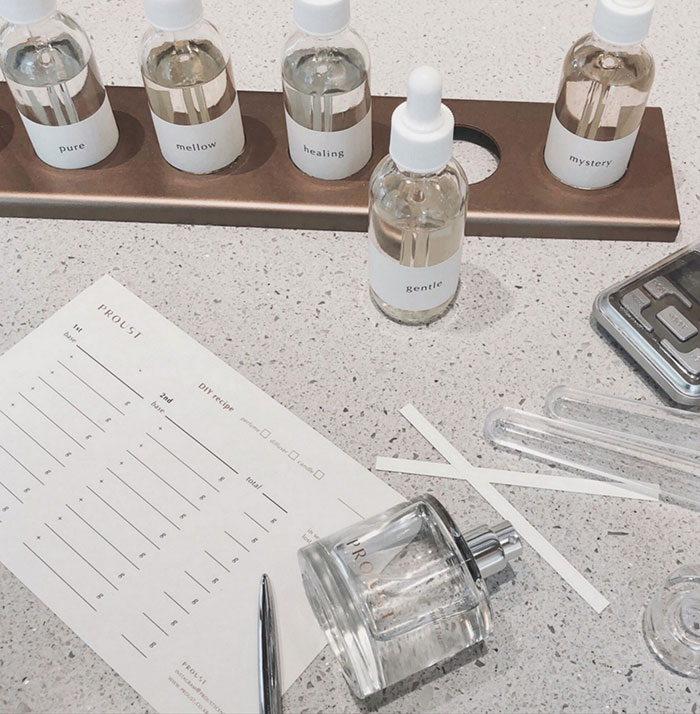 pure
mellow
healing
gentle
mystery
PROUST
DIY recipe
perfume
diffuser
candle
1st
base
2nd
base
total
+ g
+ g
+ g
+ g
+ g
+ g
PROUST
PROUST